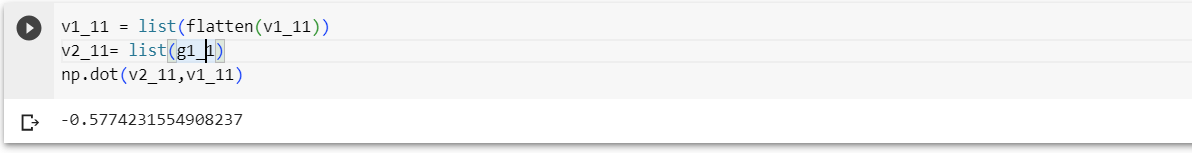 v1_11 = list(flatten(v1_11))
v2_11= list(g1_1)
np.dot(v2_11,v1_11)
-0.5774231554908237